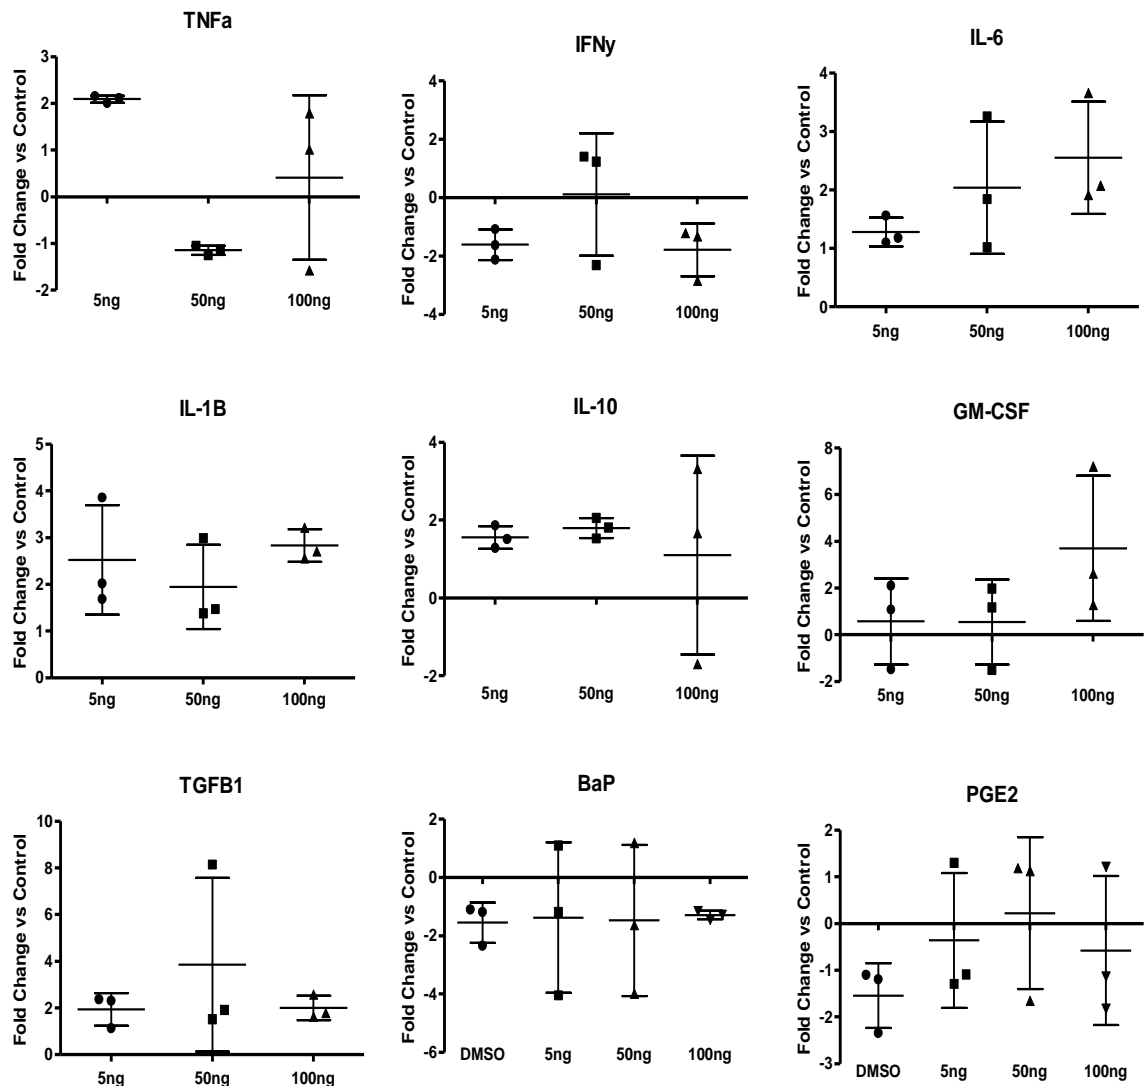 TNFa
Fold Change vs Control
3
2
1
0
-1
-2
5ng 50ng 100ng
IFNy
Fold Change vs Control
4
2
0
-2
-4
5ng 50ng 100ng
IL-6
Fold Change vs Control
4
3
2
1
0
5ng 50ng 100ng
IL-1B
Fold Change vs Control
5
4
3
2
1
0
5ng 50ng 100ng
IL-10
Fold Change vs Control
4
2
0
-2
5ng 50ng 100ng
GM-CSF
Fold Change vs Control
8
6
4
2
0
-2
5ng 50ng 100ng
TGFB1
Fold Change vs Control
10
8
6
4
2
0
5ng 50ng 100ng
BaP
Fold Change vs Control
2
0
-2
-4
-6
DMSO 5ng 50ng 100ng
PGE2
Fold Change vs Control
2
1
0
-1
-2
-3
DMSO 5ng 50ng 100ng